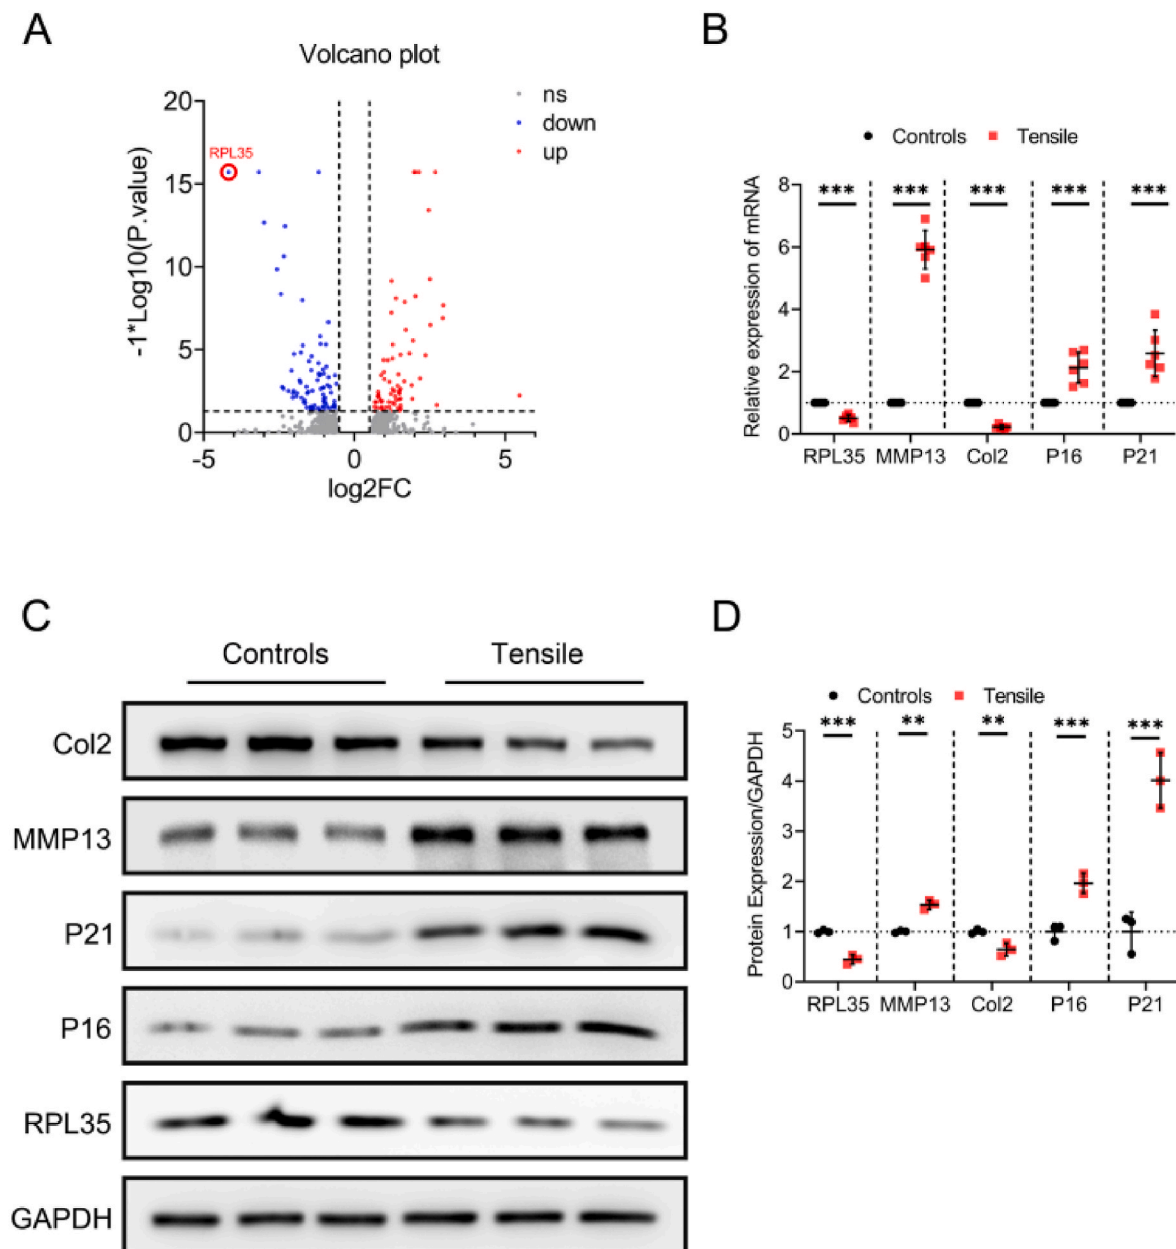 A
Volcano plot
ns
down
up
RPL35
-1*Log10(P.value)
20
15
10
5
0
-5
0
5
log2FC
B
Controls
Tensile
***
***
***
***
***
Relative expression of mRNA
8
6
4
2
0
RPL35
MMP13
Col2
P16
P21
C
Controls
Tensile
Col2
MMP13
P21
P16
RPL35
GAPDH
D
Controls
Tensile
***
**
**
***
***
Protein Expression/GAPDH
5
4
3
2
1
0
RPL35
MMP13
Col2
P16
P21